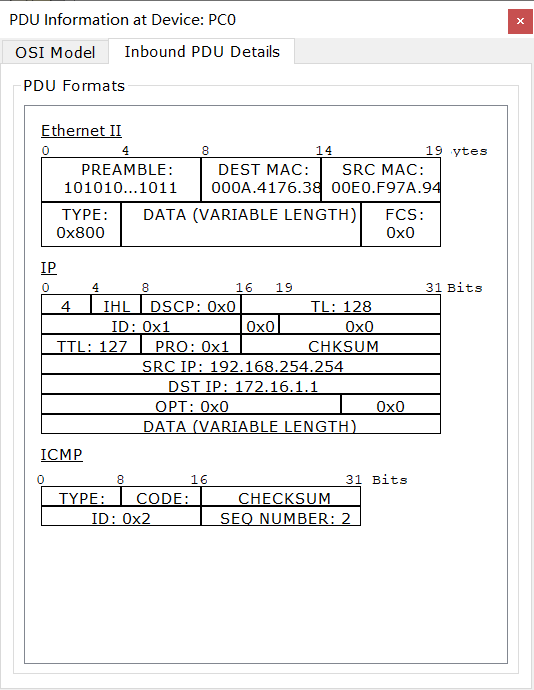 PDU Information at Device: PC0
OSI Model Inbound PDU Details
PDU Formats
Ethernet II
0 4 8 14 19 ytes
PREAMBLE: DEST MAC: SRC MAC:
101010...1011 000A.4176.38 00E0.F97A.94
TYPE: DATA (VARIABLE LENGTH) FCS:
0x800 0x0
IP
0 4 8 16 19 31 Bits
4 IHL DSCP: 0x0 TL: 128
ID: 0x1 0x0 0x0
TTL: 127 PRO: 0x1 CHKSUM
SRC IP: 192.168.254.254
DST IP: 172.16.1.1
OPT: 0x0 0x0
DATA (VARIABLE LENGTH)
ICMP
0 8 16 31 Bits
TYPE: CODE: CHECKSUM
ID: 0x2 SEQ NUMBER: 2